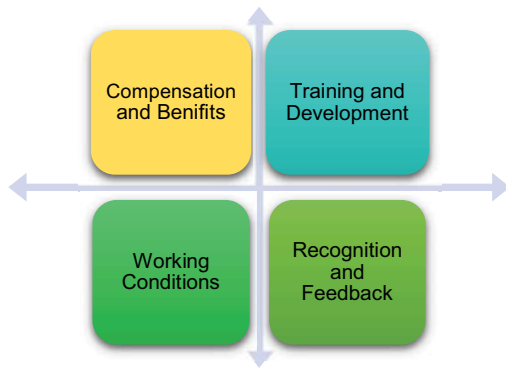 Compensation
and Benifits
Training and
Development
Working
Conditions
Recognition
and
Feedback